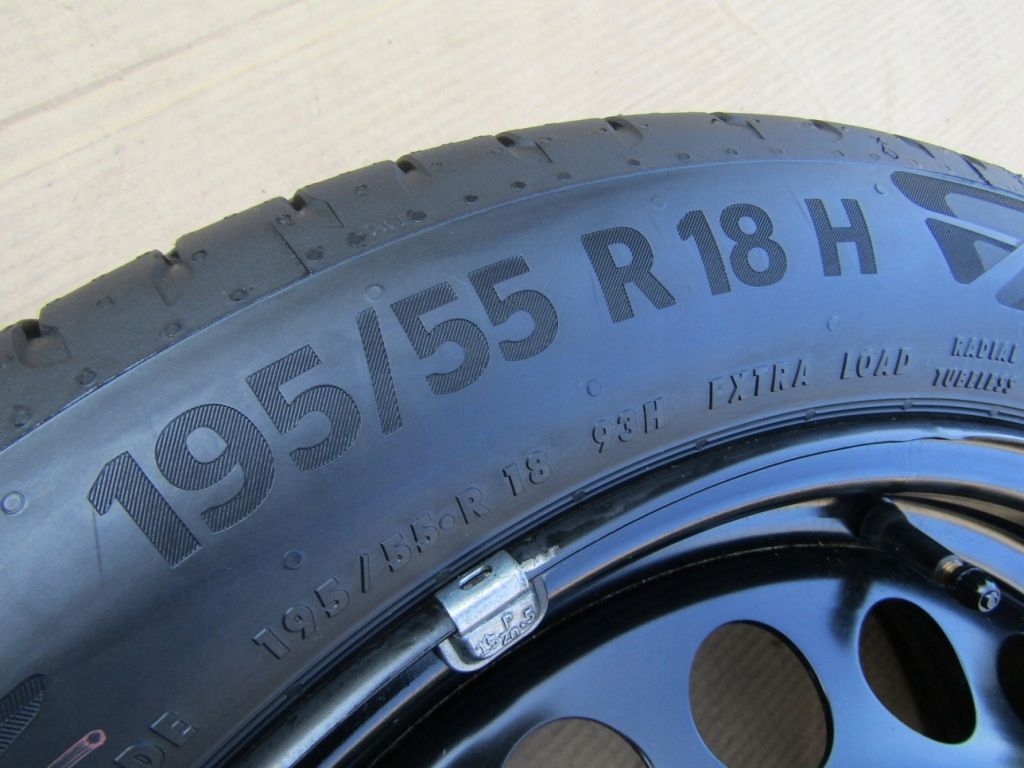 195/55 R 18 H
195/55 R 18 93H EXTRA LOAD
RADIAL
TUBELESS